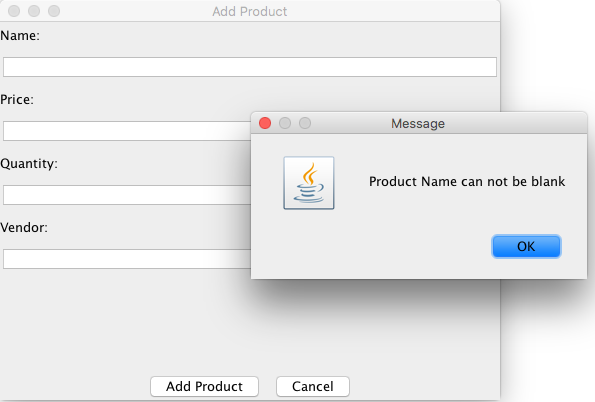 Add Product
Name:
Price:
Quantity:
Vendor:
Add Product
Cancel
Message
Product Name can not be blank
OK